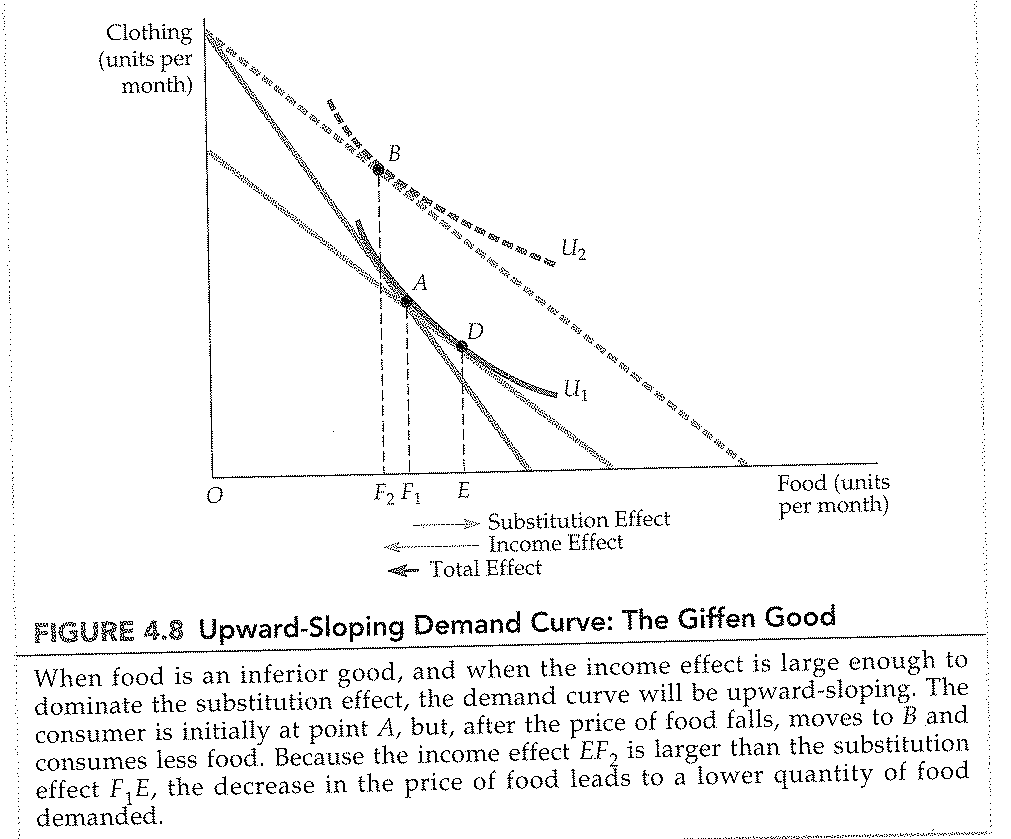 Clothing
(units per
month)
B
U₂
A
D
U₁
O
F₂ F₁ E
Food (units
per month)
Substitution Effect
Income Effect
Total Effect
FIGURE 4.8 Upward-Sloping Demand Curve: The Giffen Good
When food is an inferior good, and when the income effect is large enough to
dominate the substitution effect, the demand curve will be upward-sloping. The
consumer is initially at point A, but, after the price of food falls, moves to B and
consumes less food. Because the income effect EF₂ is larger than the substitution
effect F₁E, the decrease in the price of food leads to a lower quantity of food
demanded.